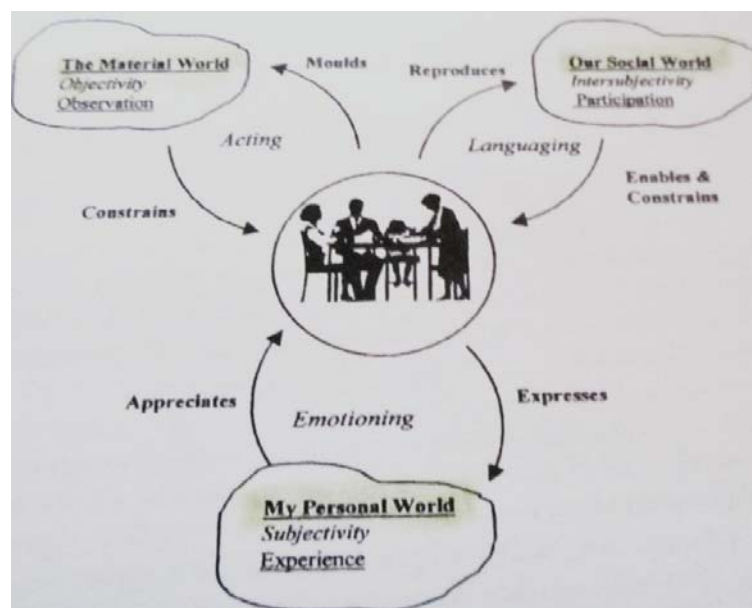 The Material World
Objectivity
Observation
Moulds
Reproduces
Our Social World
Intersubjectivity
Participation
Acting
Languaging
Constrains
Enables &
Constrains
Appreciates
Emotioning
Expresses
My Personal World
Subjectivity
Experience